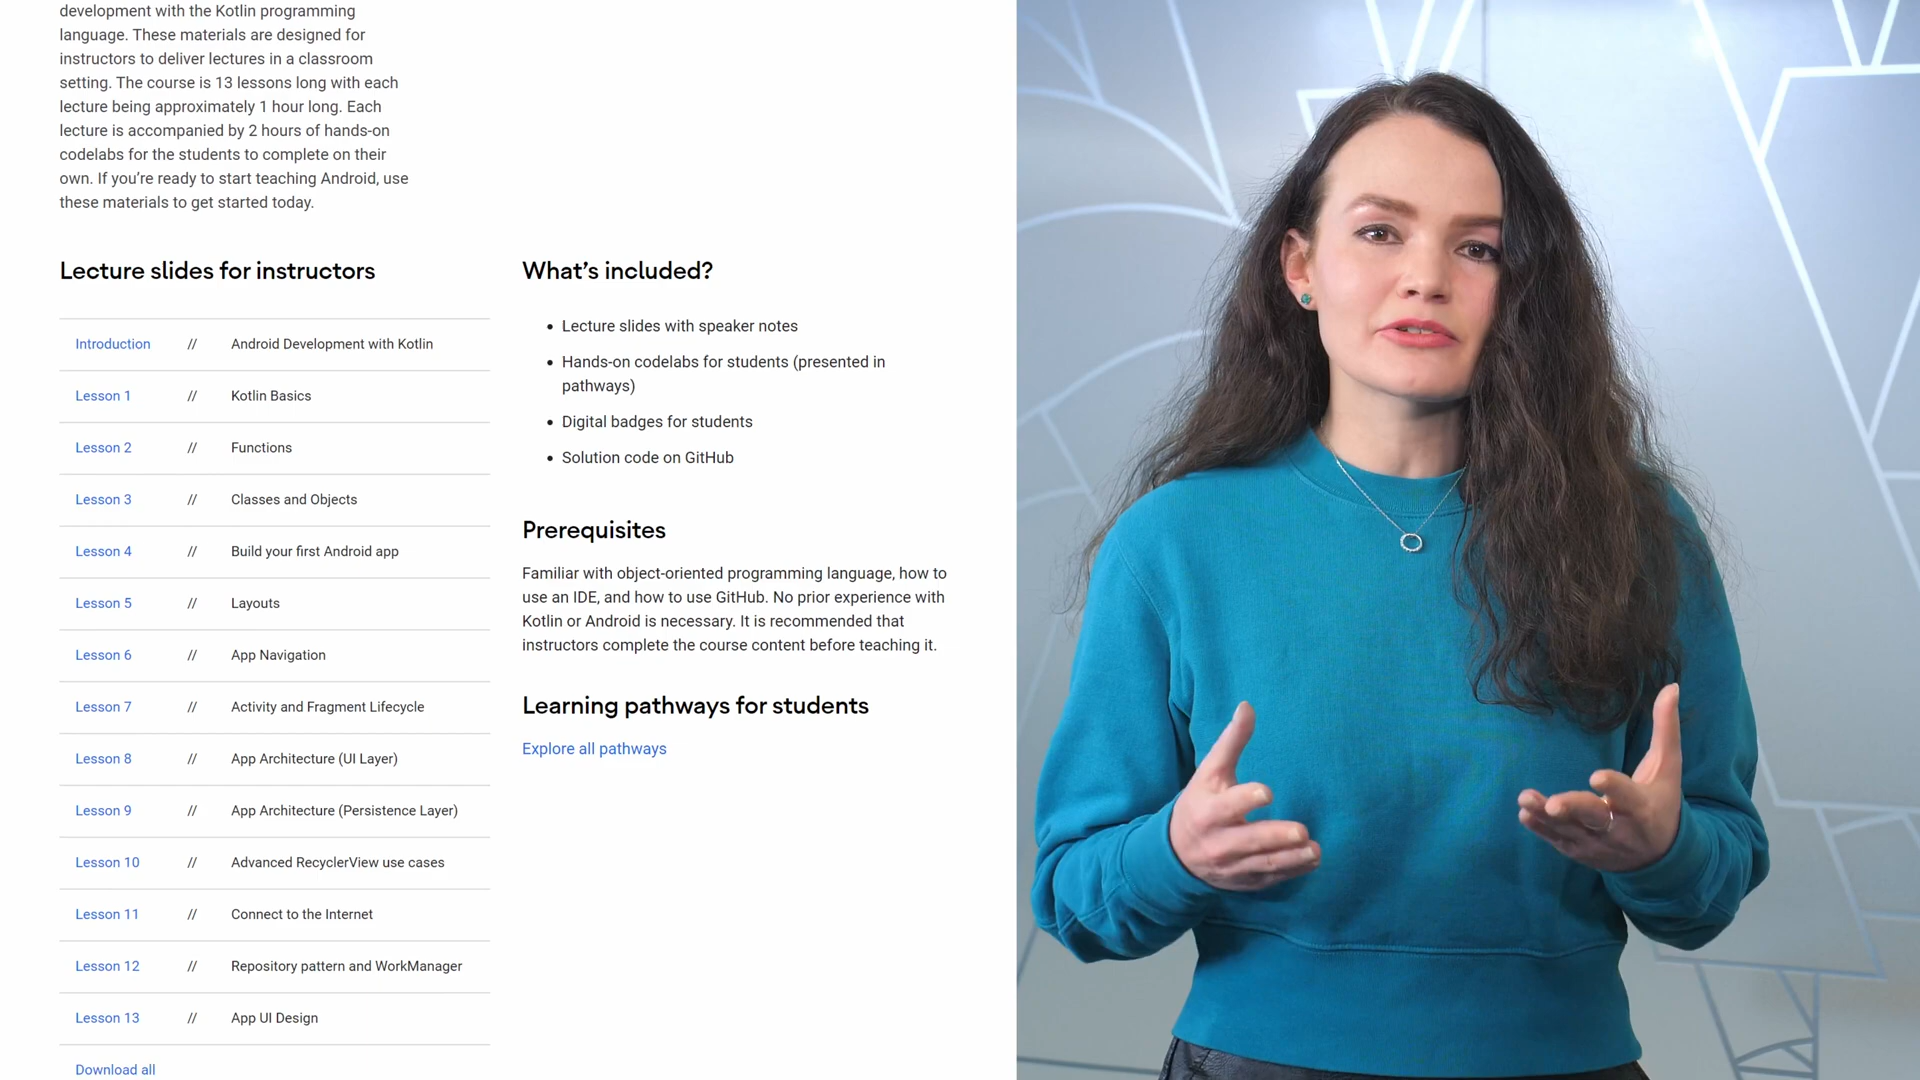 development with the Kotlin programming
language. These materials are designed for
instructors to deliver lectures in a classroom
setting. The course is 13 lessons long with each
lecture being approximately 1 hour long. Each
lecture is accompanied by 2 hours of hands-on
codelabs for the students to complete on their
own. If you’re ready to start teaching Android, use
these materials to get started today.
Lecture slides for instructors
Introduction // Android Development with Kotlin
Lesson 1 // Kotlin Basics
Lesson 2 // Functions
Lesson 3 // Classes and Objects
Lesson 4 // Build your first Android app
Lesson 5 // Layouts
Lesson 6 // App Navigation
Lesson 7 // Activity and Fragment Lifecycle
Lesson 8 // App Architecture (UI Layer)
Lesson 9 // App Architecture (Persistence Layer)
Lesson 10 // Advanced RecyclerView use cases
Lesson 11 // Connect to the Internet
Lesson 12 // Repository pattern and WorkManager
Lesson 13 // App UI Design
Download all
What’s included?
• Lecture slides with speaker notes
• Hands-on codelabs for students (presented in
pathways)
• Digital badges for students
• Solution code on GitHub
Prerequisites
Familiar with object-oriented programming language, how to
use an IDE, and how to use GitHub. No prior experience with
Kotlin or Android is necessary. It is recommended that
instructors complete the course content before teaching it.
Learning pathways for students
Explore all pathways